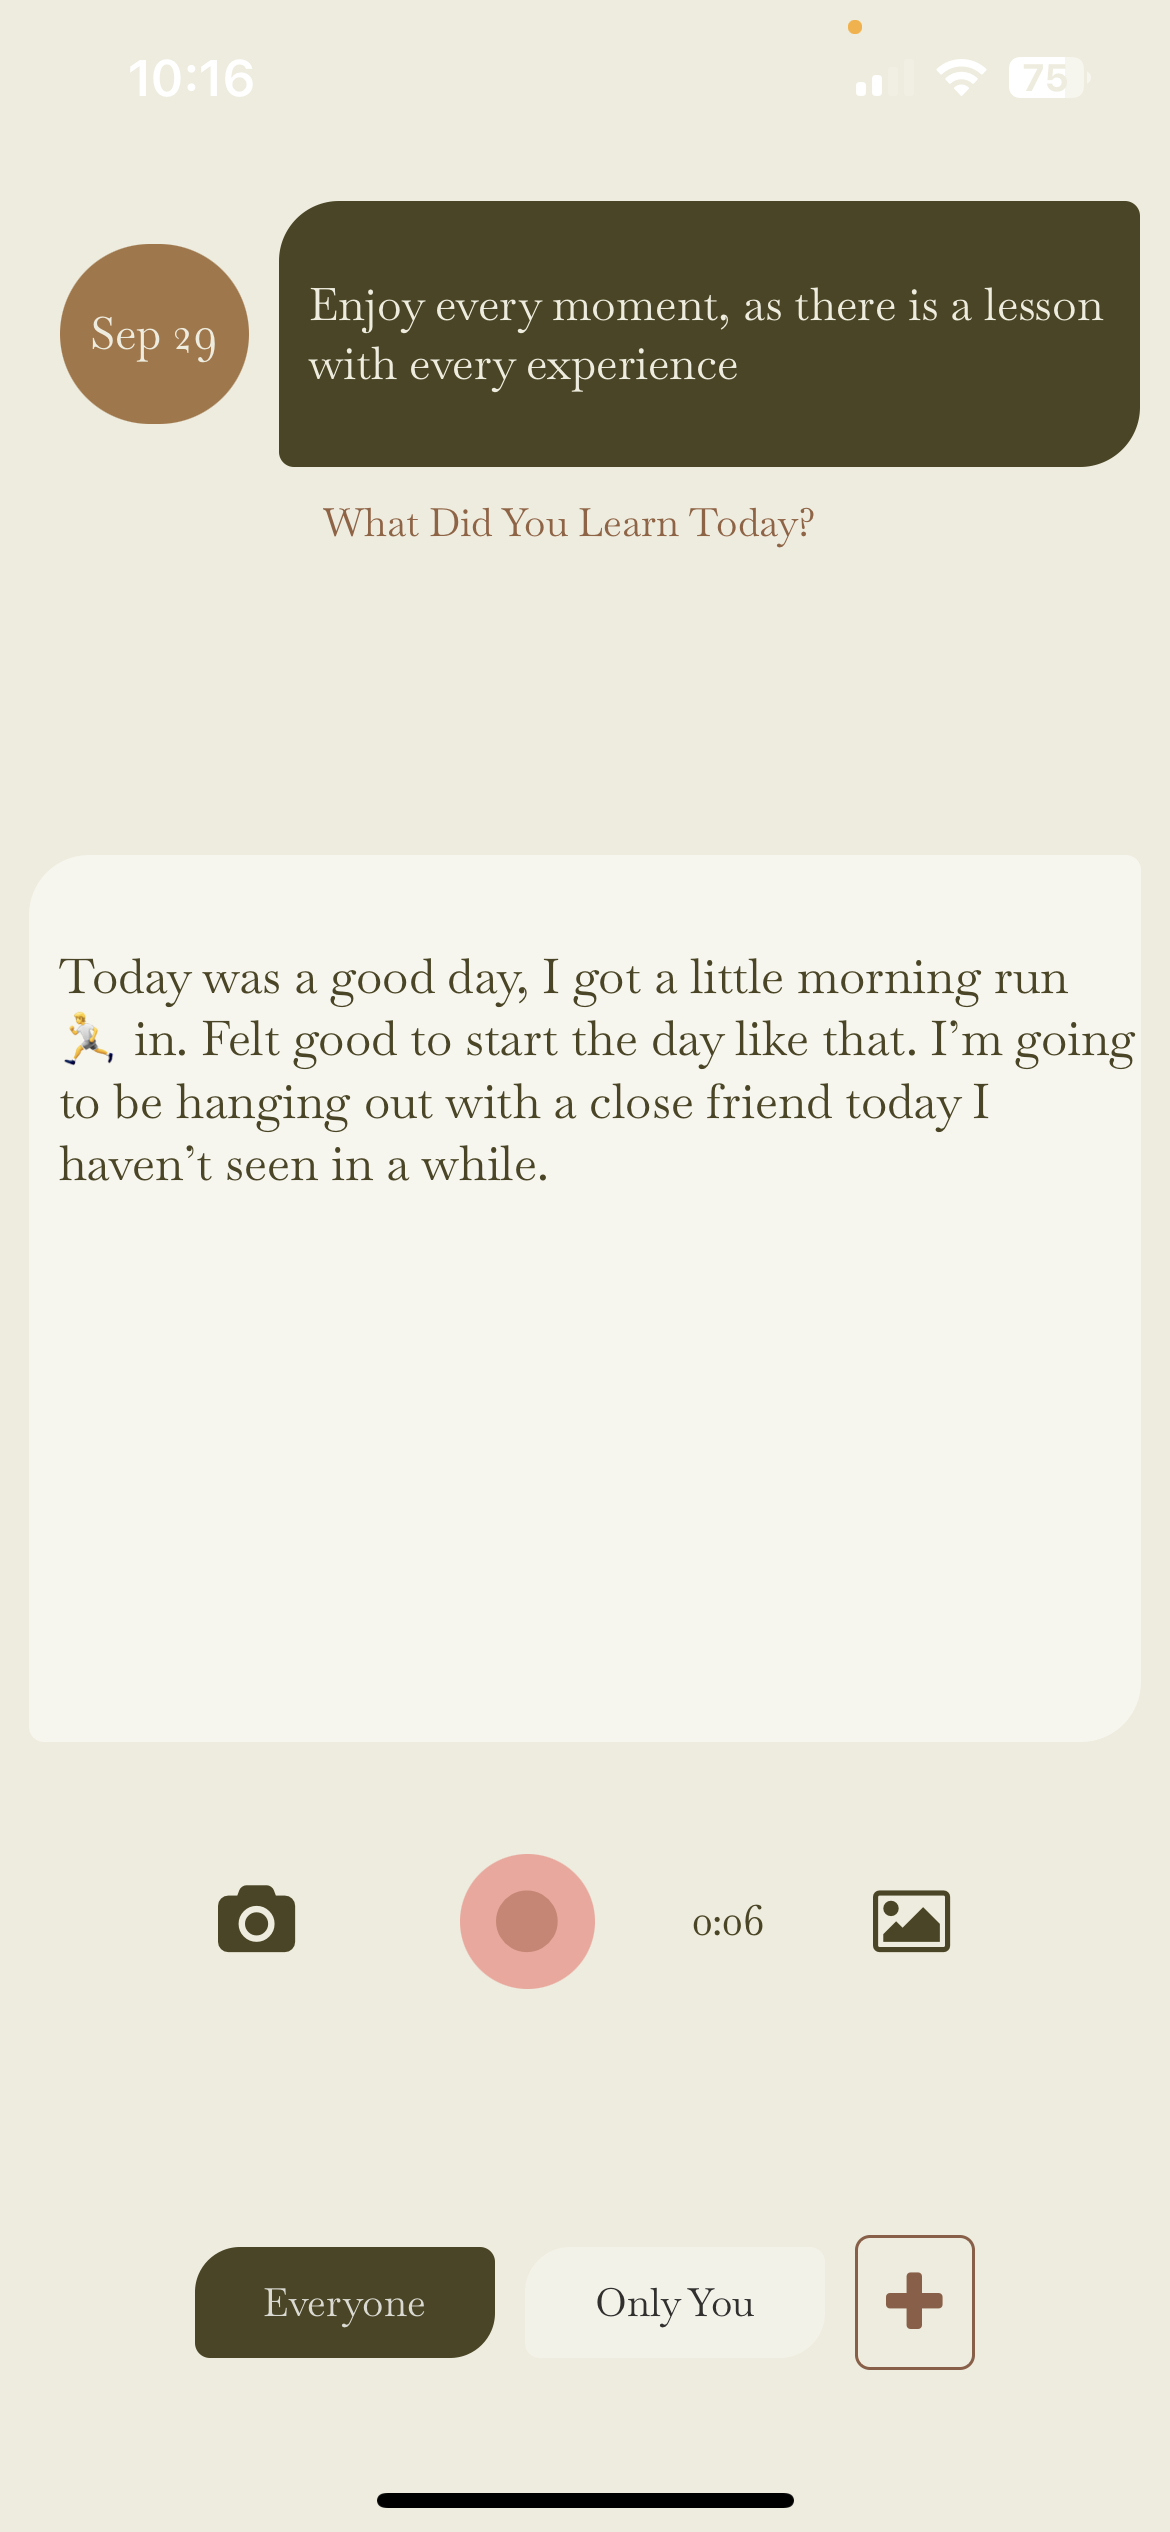 10:16
75
Sep 29
Enjoy every moment, as there is a lesson
with every experience
What Did You Learn Today?
Today was a good day, I got a little morning run
🏃 in. Felt good to start the day like that. I’m going
to be hanging out with a close friend today I
haven’t seen in a while.
0:06
Everyone
Only You